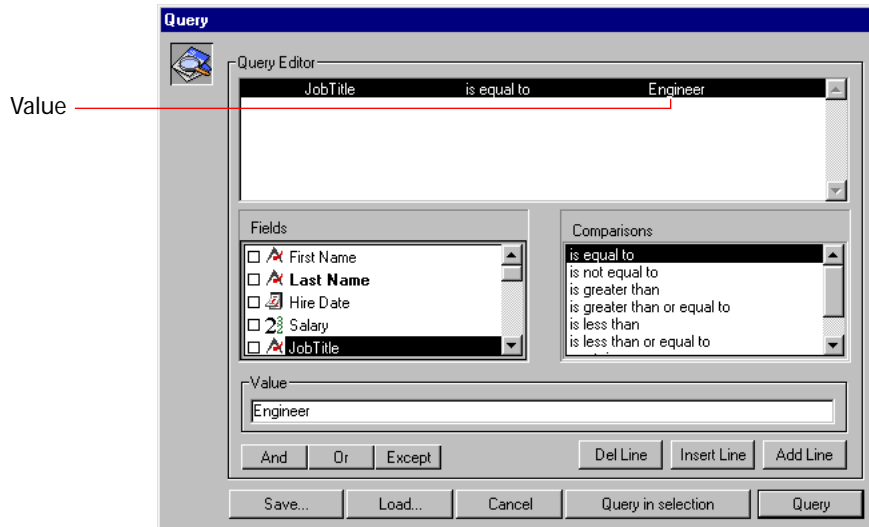 Query
Query Editor
JobTitle is equal to Engineer
Value
Fields
First Name
Last Name
Hire Date
Salary
JobTitle
Comparisons
is equal to
is not equal to
is greater than
is greater than or equal to
is less than
is less than or equal to
Value
Engineer
And Or Except Del Line Insert Line Add Line
Save... Load... Cancel Query in selection Query